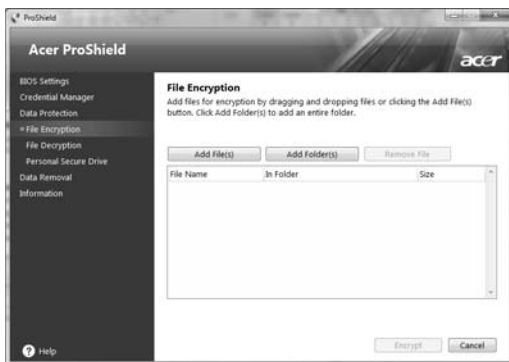 ProShield
Acer ProShield
acer
BIOS Settings
Credential Manager
Data Protection
File Encryption
File Decryption
Personal Secure Drive
Data Removal
Information
Help
File Encryption
Add files for encryption by dragging and dropping files or clicking the Add File(s)
button. Click Add Folder(s) to add an entire folder.
Add File(s) Add Folder(s) Remove File
File Name In Folder Size
Encrypt Cancel